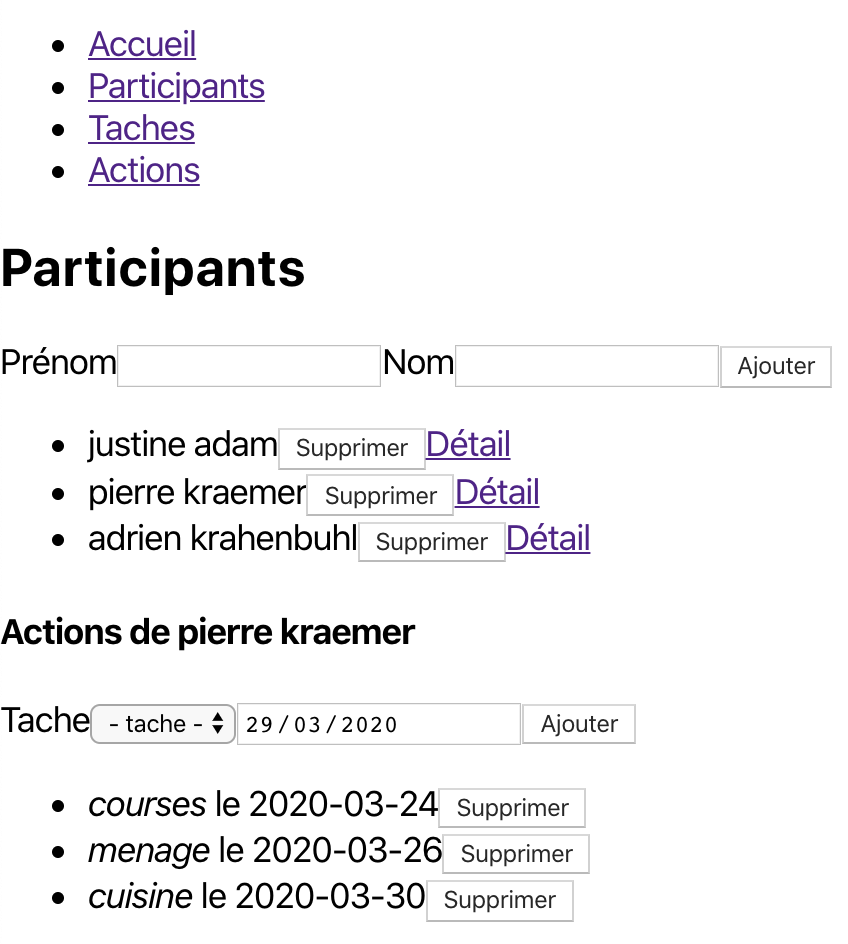 Accueil
Participants
Taches
Actions
Participants
Prénom Nom Ajouter
justine adam Supprimer Détail
pierre kraemer Supprimer Détail
adrien krahenbuhl Supprimer Détail
Actions de pierre kraemer
Tache - tache - 29/03/2020 Ajouter
courses le 2020-03-24 Supprimer
menage le 2020-03-26 Supprimer
cuisine le 2020-03-30 Supprimer